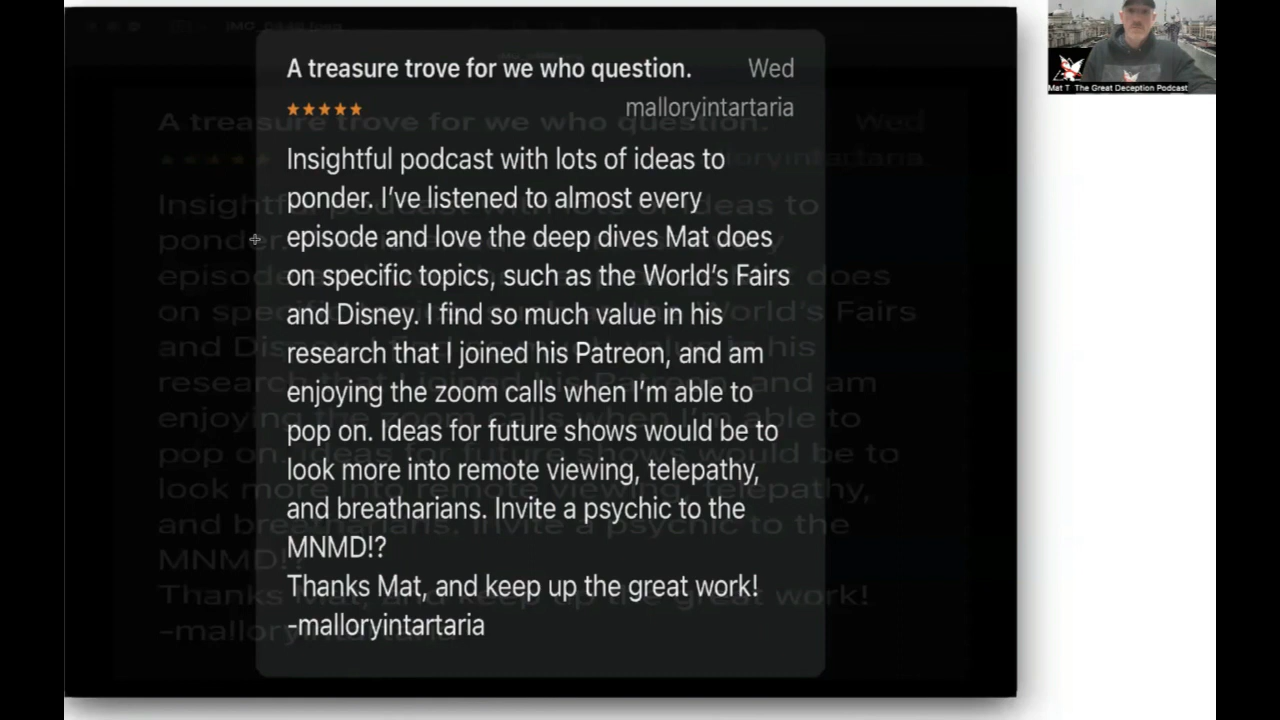 A treasure trove for we who question. Wed
★★★★★ malloryintartaria
Insightful podcast with lots of ideas to
ponder. I've listened to almost every
episode and love the deep dives Mat does
on specific topics, such as the World's Fairs
and Disney. I find so much value in his
research that I joined his Patreon, and am
enjoying the zoom calls when I'm able to
pop on. Ideas for future shows would be to
look more into remote viewing, telepathy,
and breatharians. Invite a psychic to the
MNMD!?
Thanks Mat, and keep up the great work!
-malloryintartaria
Mat T The Great Deception Podcast